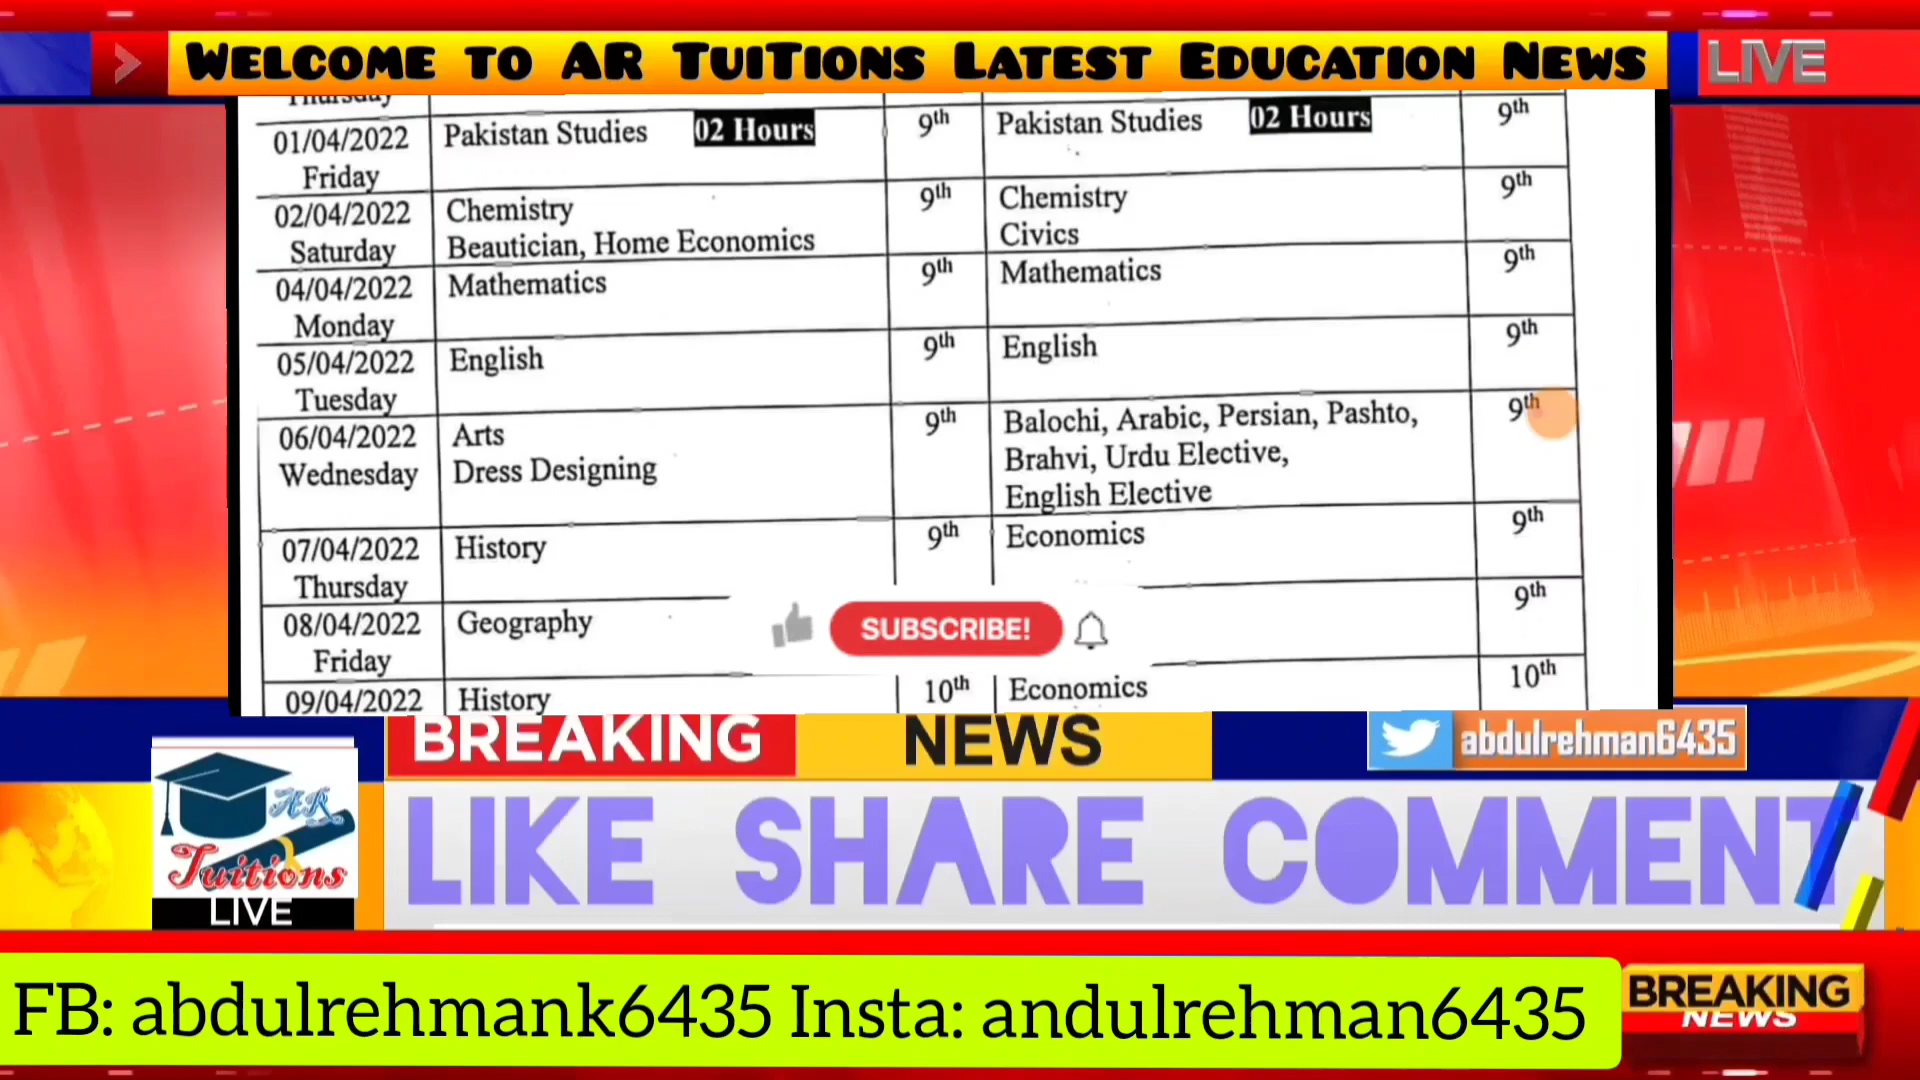 WELCOME TO AR TUITIONS LATEST EDUCATION NEWS
LIVE
Thursday
01/04/2022 Pakistan Studies 02 Hours 9th Pakistan Studies 02 Hours 9th
Friday
02/04/2022 Chemistry 9th Chemistry 9th
Saturday Beautician, Home Economics Civics
04/04/2022 Mathematics 9th Mathematics 9th
Monday
05/04/2022 English 9th English 9th
Tuesday
06/04/2022 Arts 9th Balochi, Arabic, Persian, Pashto, 9th
Wednesday Dress Designing Brahvi, Urdu Elective,
English Elective
07/04/2022 History 9th Economics 9th
Thursday
08/04/2022 Geography 9th
Friday
SUBSCRIBE!
09/04/2022 History 10th Economics 10th
BREAKING NEWS
abdulrehman6435
AR
Tuitions
LIVE
LIKE SHARE COMMENT
FB: abdulrehmank6435 Insta: andulrehman6435
BREAKING
NEWS